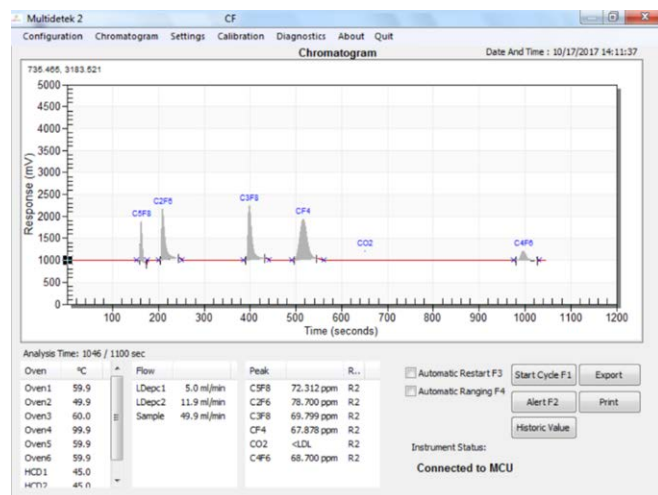 Multidetek 2 CF
Configuration Chromatogram Settings Calibration Diagnostics About Quit
Chromatogram Date And Time : 10/17/2017 14:11:37
735.465, 3183.521
5000
4500
4000
3500
3000
2500
2000
1500
1000
500
0
Response (mV)
C5F8 C2F6 C3F8 CF4 CO2 C4F6
100 200 300 400 500 600 700 800 900 1000 1100 1200
Time (seconds)
Analysis Time: 1046 / 1100 sec
Oven °C Flow Peak R..
Oven1 59.9 LDepc1 5.0 ml/min C5F8 72.312 ppm R2
Oven2 49.9 LDepc2 11.9 ml/min C2F6 78.700 ppm R2
Oven3 60.0 Sample 49.9 ml/min C3F8 69.799 ppm R2
Oven4 99.9 CF4 67.878 ppm R2
Oven5 59.9 CO2 <LDL R2
Oven6 59.9 C4F6 68.700 ppm R2
HCD1 45.0
HCD2 45.0
Automatic Restart F3 Start Cycle F1 Export
Automatic Ranging F4 Alert F2 Print
Historic Value
Instrument Status:
Connected to MCU